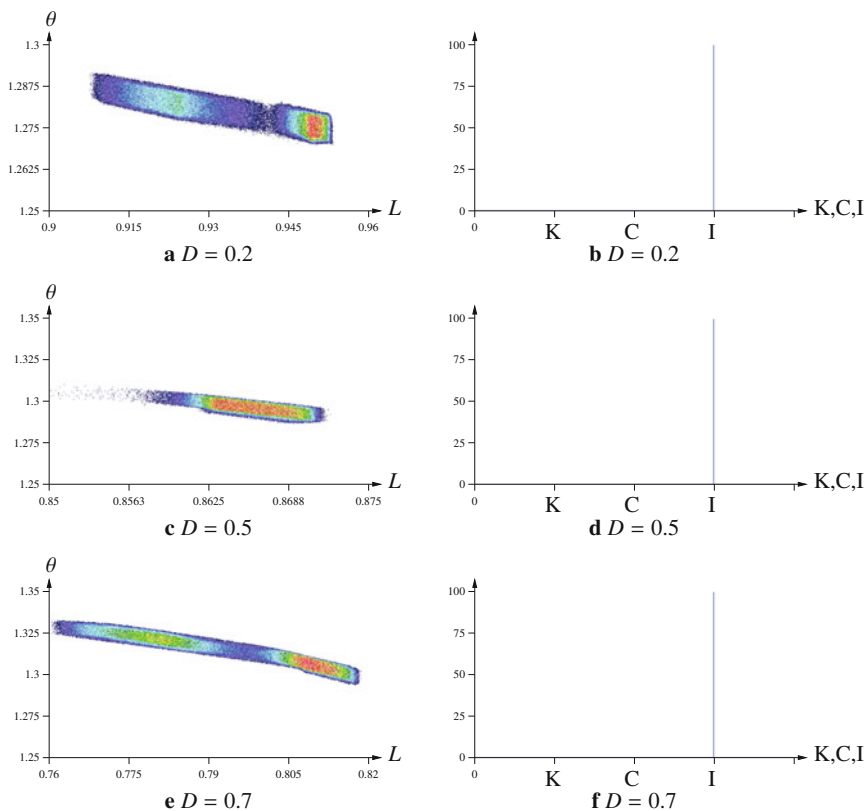 θ
1.3
1.2875
1.275
1.2625
1.25
0.9 0.915 0.93 0.945 0.96
L
a D = 0.2
100
75
50
25
0
0 K C I
K,C,I
b D = 0.2
θ
1.35
1.325
1.3
1.275
1.25
0.85 0.8563 0.8625 0.8688 0.875
L
c D = 0.5
100
75
50
25
0
0 K C I
K,C,I
d D = 0.5
θ
1.35
1.325
1.3
1.275
1.25
0.76 0.775 0.79 0.805 0.82
L
e D = 0.7
100
75
50
25
0
0 K C I
K,C,I
f D = 0.7